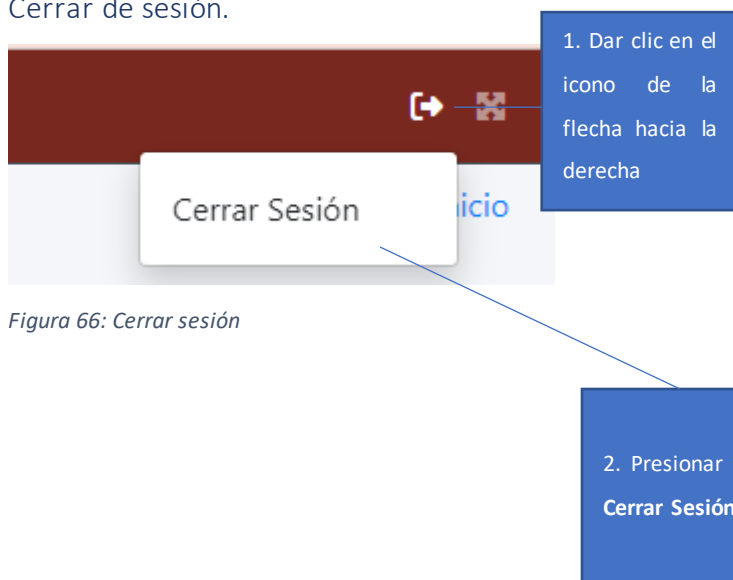 Cerrar de sesión.
1. Dar clic en el
icono de la
flecha hacia la
derecha
Cerrar Sesión
icio
Figura 66: Cerrar sesión
2. Presionar
Cerrar Sesión